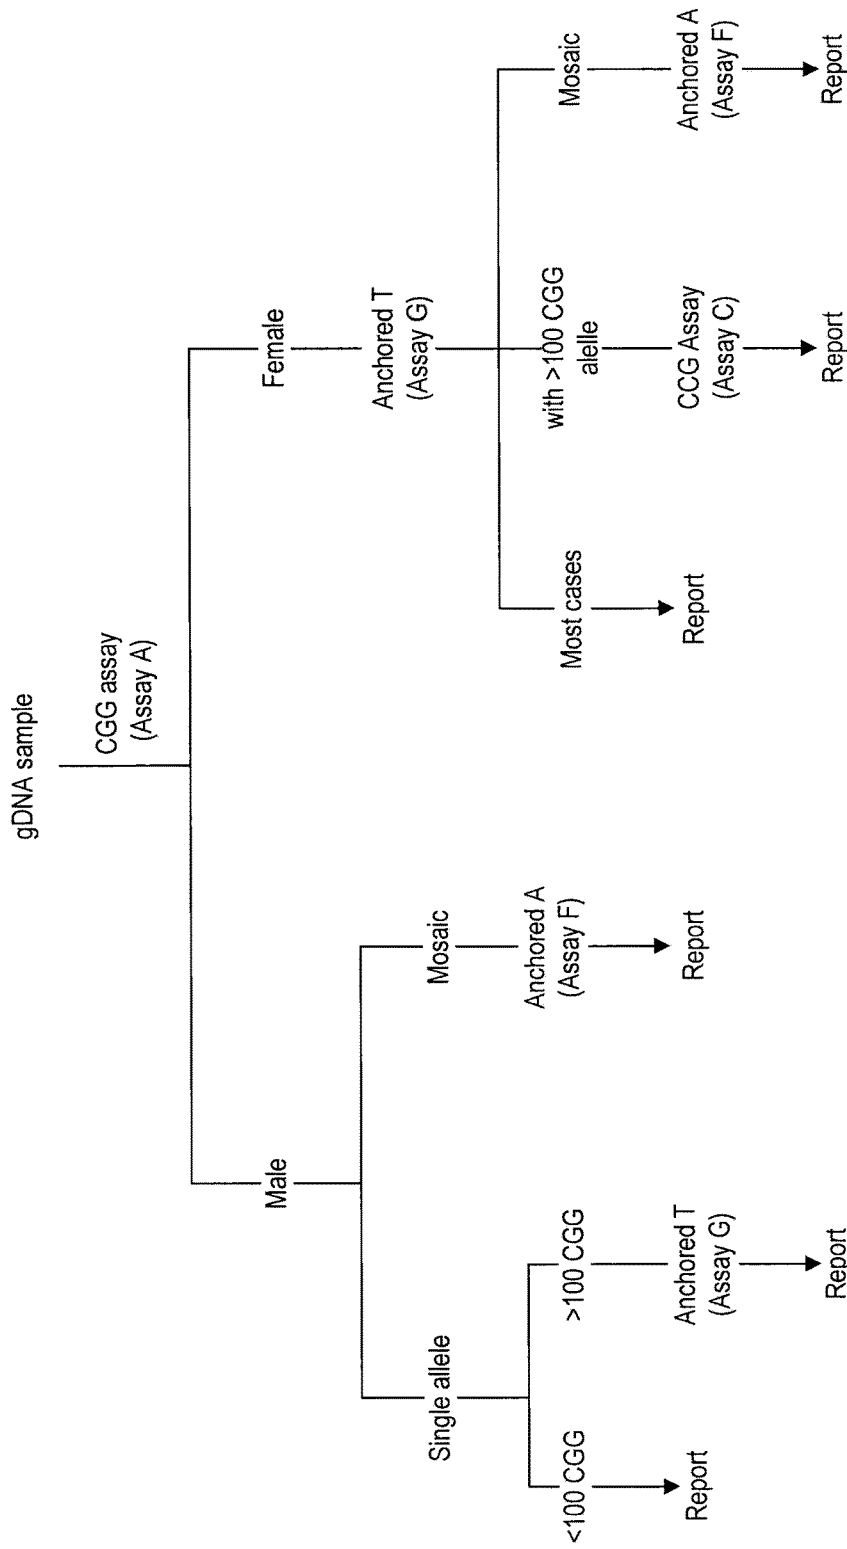 gDNA sample
CGG assay
(Assay A)
Male
Female
Single allele
Mosaic
Anchored T
(Assay G)
<100 CGG
>100 CGG
Anchored A
(Assay F)
Most cases
with >100 CGG
alelle
Mosaic
Report
Anchored T
(Assay G)
Report
Report
CCG Assay
(Assay C)
Anchored A
(Assay F)
Report
Report
Report